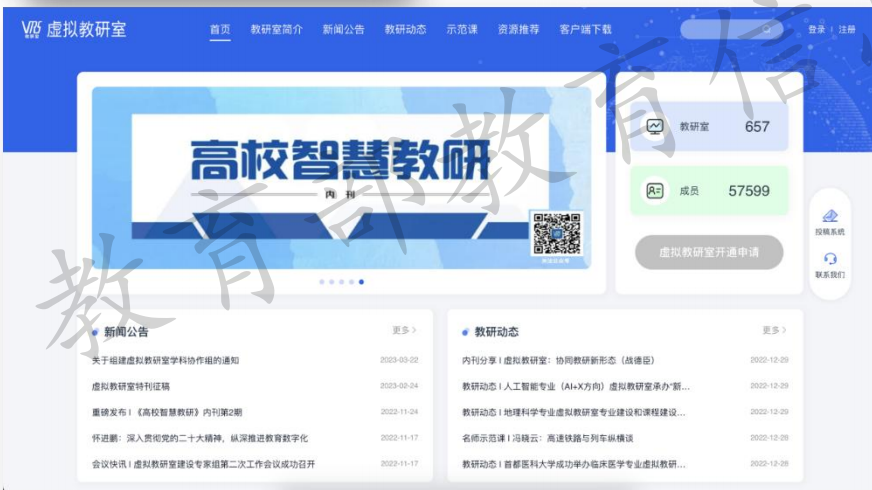 虚拟教研室
首页 教研室简介 新闻公告 教研动态 示范课 资源推荐 客户端下载
登录 | 注册
高校智慧教研
内 刊
教研室 657
成员 57599
虚拟教研室开通申请
投稿系统
联系我们
新闻公告 更多 >
关于组建虚拟教研室学科协作组的通知 2023-03-22
虚拟教研室特刊征稿 2023-02-24
重磅发布 | 《高校智慧教研》内刊第2期 2022-11-24
怀进鹏：深入贯彻党的二十大精神，纵深推进教育数字化 2022-11-17
会议快讯 | 虚拟教研室建设专家组第二次工作会议成功召开 2022-11-17
教研动态 更多 >
内刊分享 | 虚拟教研室：协同教研新形态（战德臣） 2022-12-29
教研动态 | 人工智能专业（AI+X方向）虚拟教研室承办“新... 2022-12-29
教研动态 | 地理科学专业虚拟教研室专业建设和课程建设... 2022-12-29
名师示范课 | 冯晓云：高速铁路与列车纵横谈 2022-12-28
教研动态 | 首都医科大学成功举办临床医学专业虚拟教研... 2022-12-28
教育部教育信